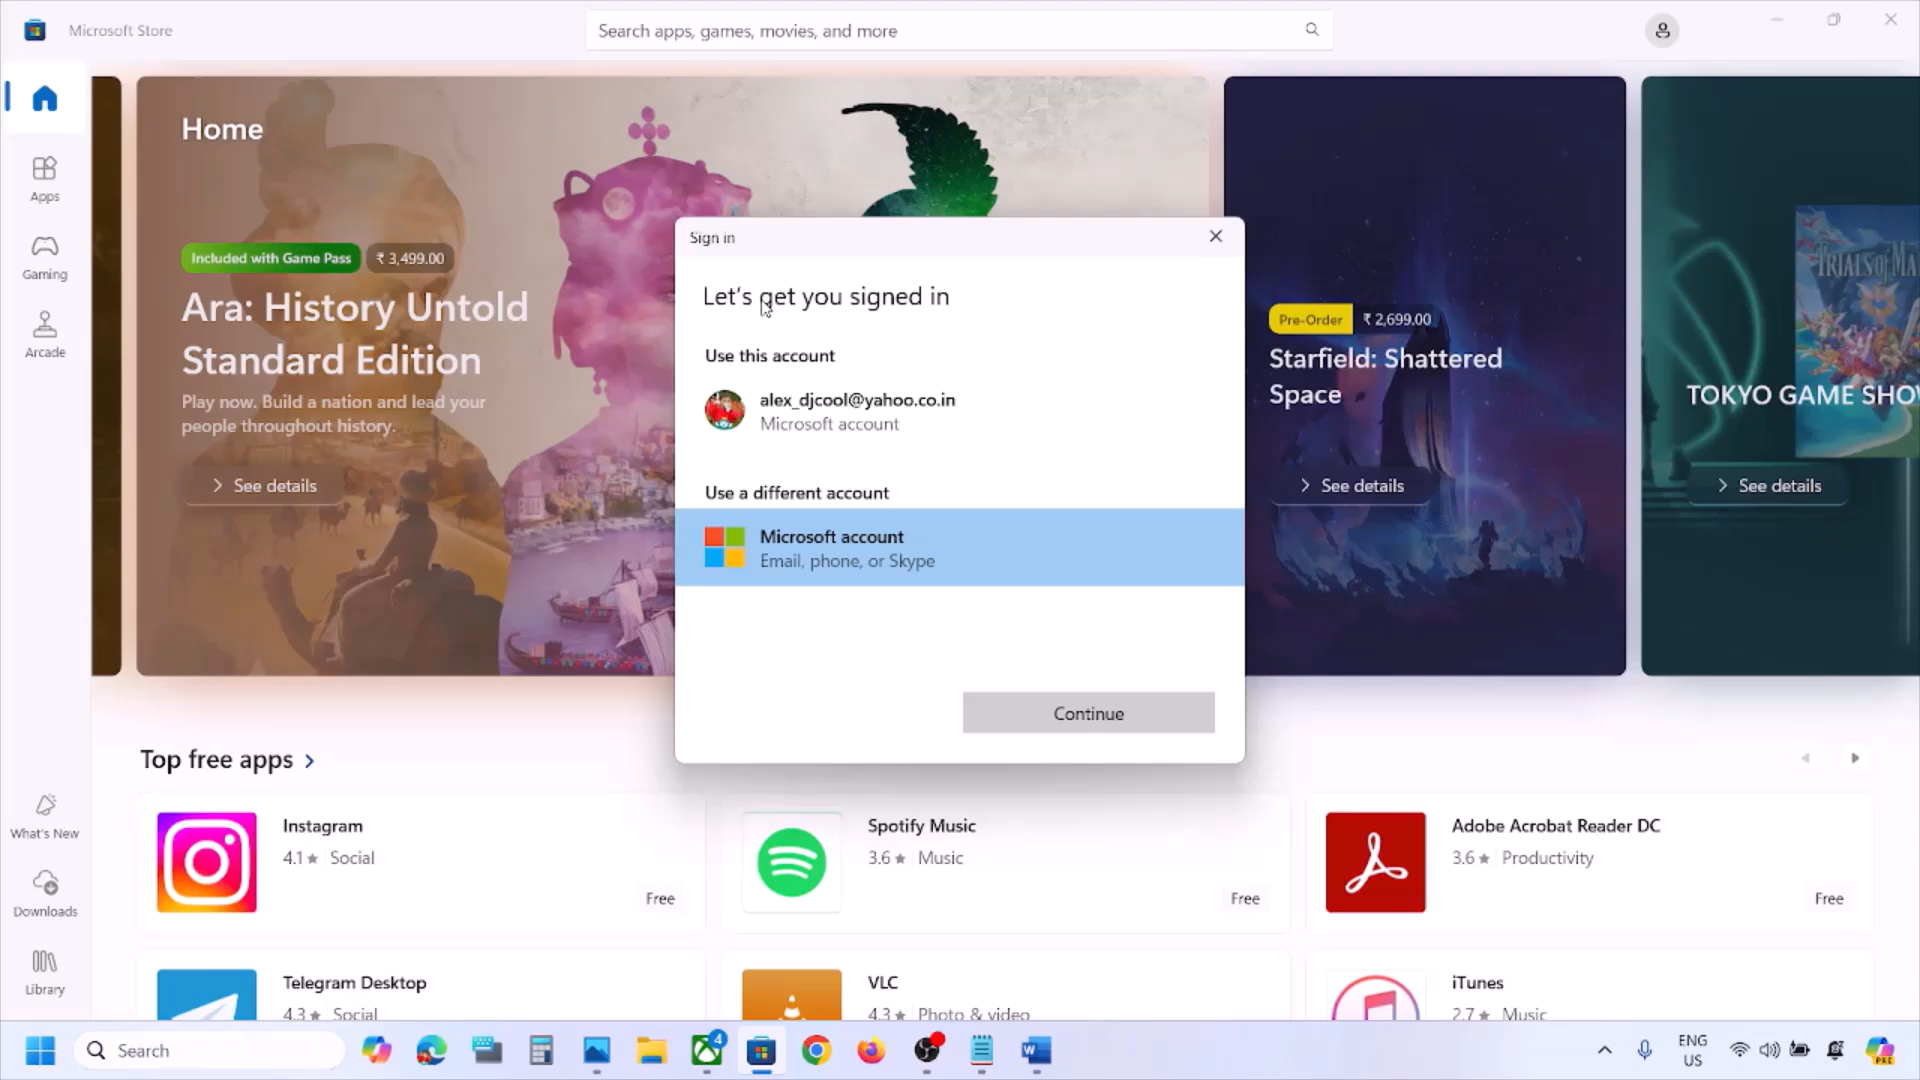 Microsoft Store
Search apps, games, movies, and more
Home
Apps
Gaming
Arcade
What's New
Downloads
Library
Included with Game Pass
₹ 3,499.00
Ara: History Untold
Standard Edition
Play now. Build a nation and lead your
people throughout history.
See details
Sign in
Let's get you signed in
Use this account
alex_djcool@yahoo.co.in
Microsoft account
Use a different account
Microsoft account
Email, phone, or Skype
Continue
Pre-Order
₹ 2,699.00
Starfield: Shattered
Space
See details
TRIALS OF MA
TOKYO GAME SHOW
See details
Top free apps
Instagram
4.1 Social
Free
Spotify Music
3.6 Music
Free
Adobe Acrobat Reader DC
3.6 Productivity
Free
Telegram Desktop
4.3 Social
VLC
4.3 Photo & video
iTunes
2.7 Music
Search
4
ENG
US
PRE